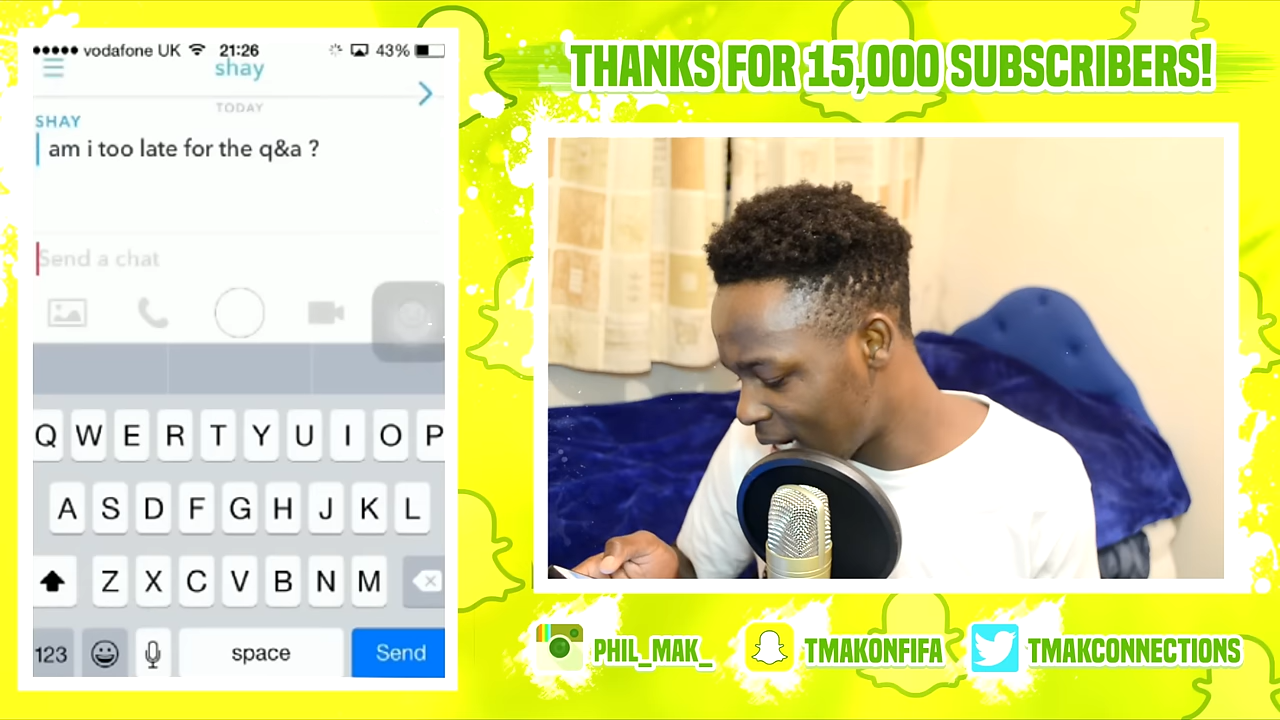 vodafone UK 21:26 43%
shay
TODAY
SHAY
am i too late for the q&a ?
Send a chat
Q W E R T Y U I O P
A S D F G H J K L
Z X C V B N M
123 space Send
THANKS FOR 15,000 SUBSCRIBERS!
PHIL_MAK_ TMAKONFIFA TMAKCONNECTIONS